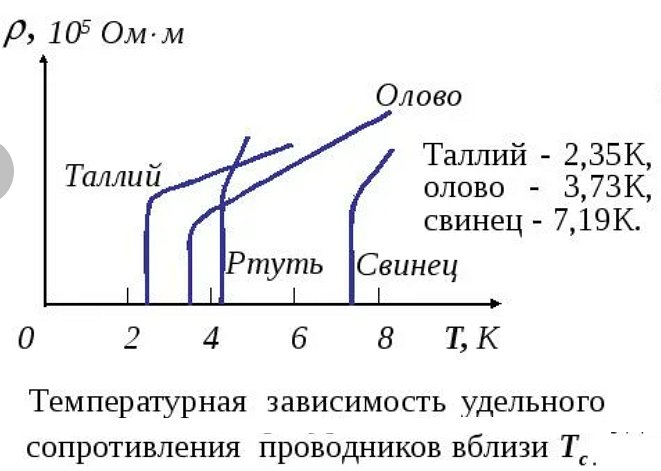 ρ, 10⁵ Ом·м
Олово
Таллий - 2,35К,
олово - 3,73К,
свинец - 7,19К.
Таллий
Ртуть
Свинец
0 2 4 6 8 T, К
Температурная зависимость удельного
сопротивления проводников вблизи Tc.